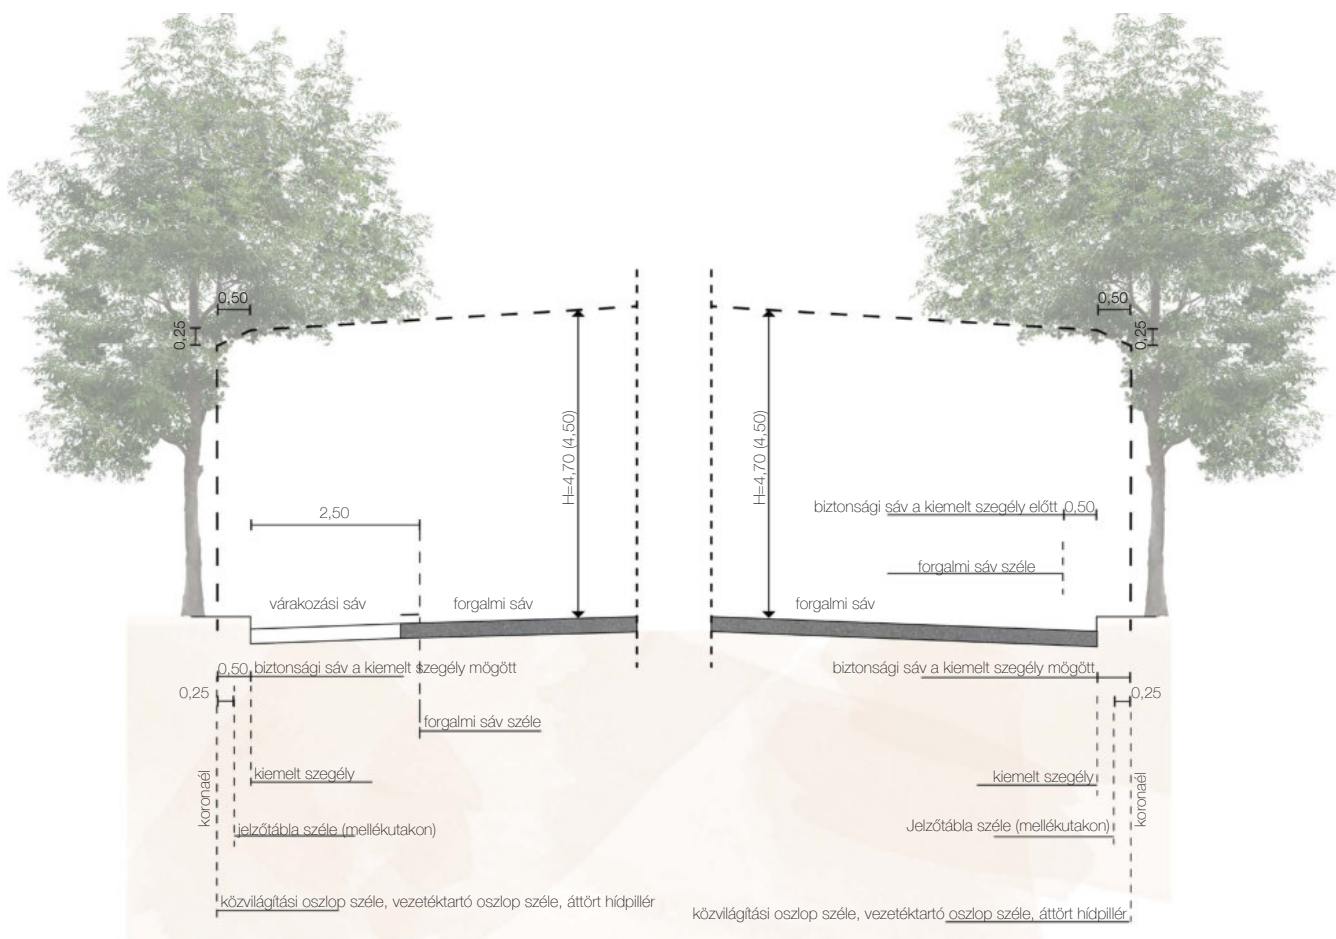 0,50
0,50
0,25
0,25
H=4,70 (4,50)
H=4,70 (4,50)
2,50
biztonsági sáv a kiemelt szegély előtt 0,50
forgalmi sáv széle
várakozási sáv
forgalmi sáv
forgalmi sáv
0,50 biztonsági sáv a kiemelt szegély mögött
biztonsági sáv a kiemelt szegély mögött
0,25
0,25
forgalmi sáv széle
kiemelt szegély
kiemelt szegély
koronaél
koronaél
jelzőtábla széle (mellékutakon)
Jelzőtábla széle (mellékutakon)
közvilágítási oszlop széle, vezetéktartó oszlop széle, áttört hídpillér
közvilágítási oszlop széle, vezetéktartó oszlop széle, áttört hídpillér